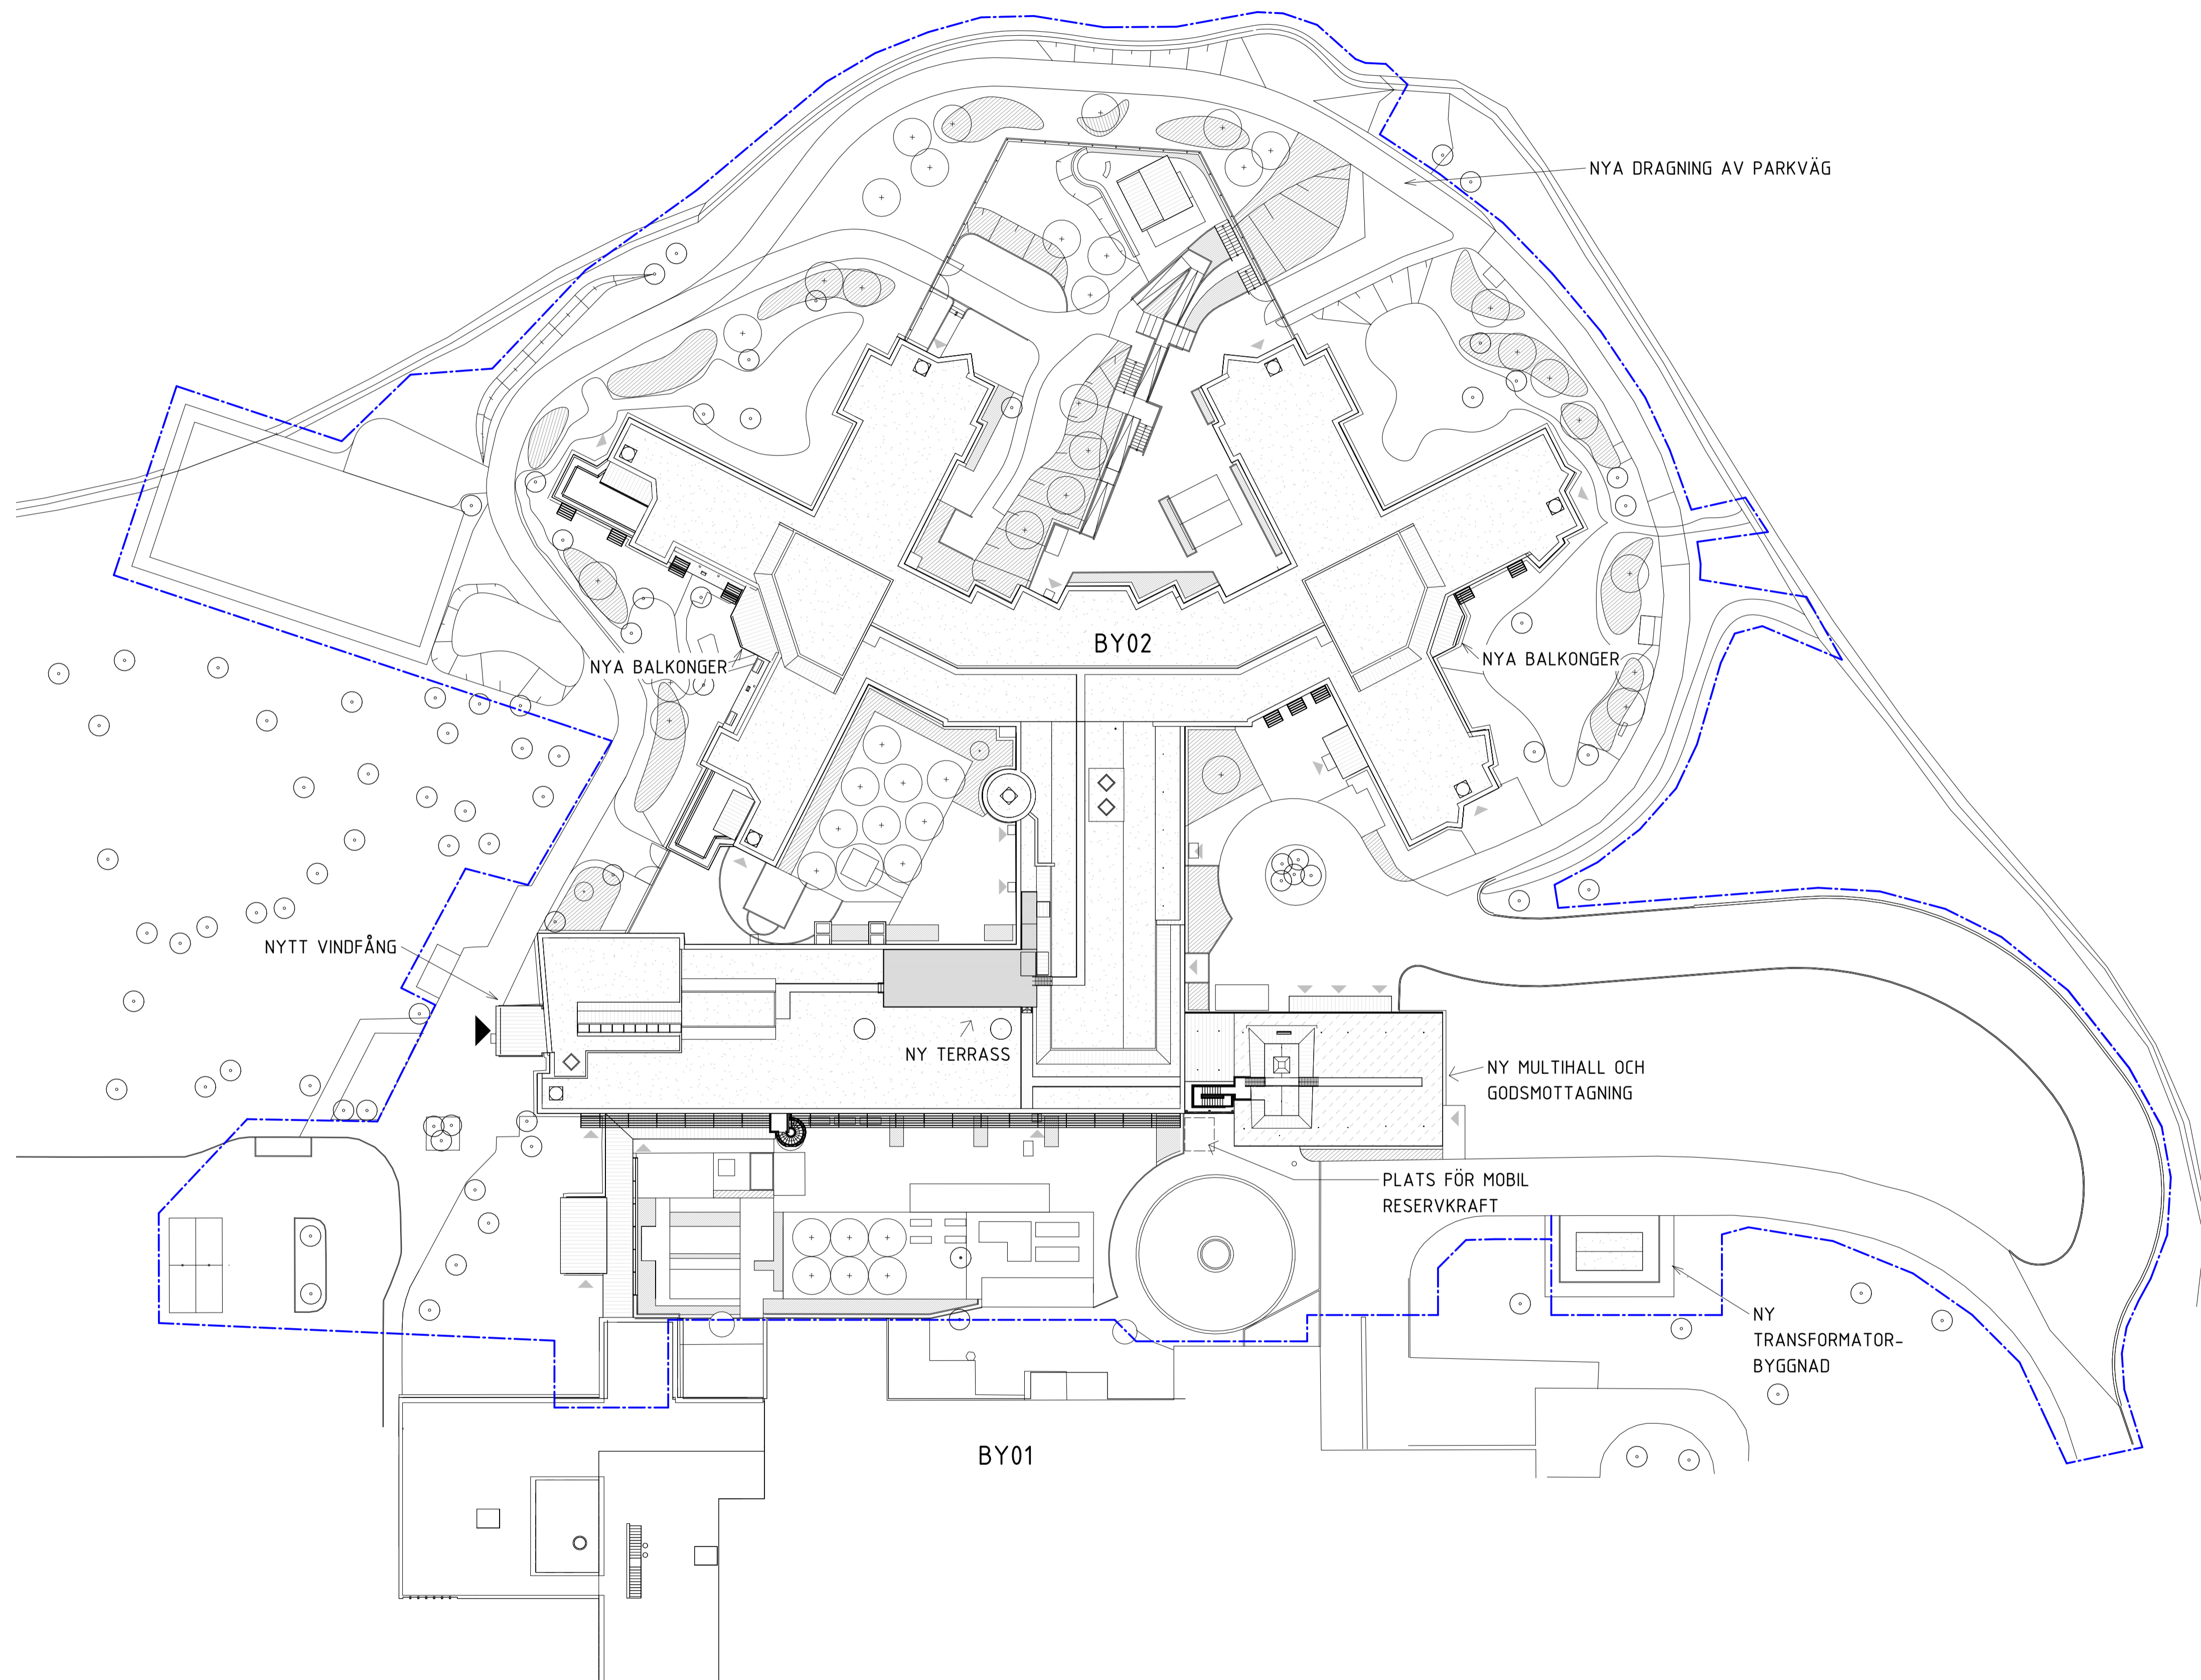 NYA DRAGNING AV PARKVÄG
BY02
NYA BALKONGER
NYA BALKONGER
NYTT VINDFÅNG
NY TERRASS
NY MULTIHALL OCH
GODSMOTTAGNING
PLATS FÖR MOBIL
RESERVKRAFT
NY
TRANSFORMATOR-
BYGGNAD
BY01